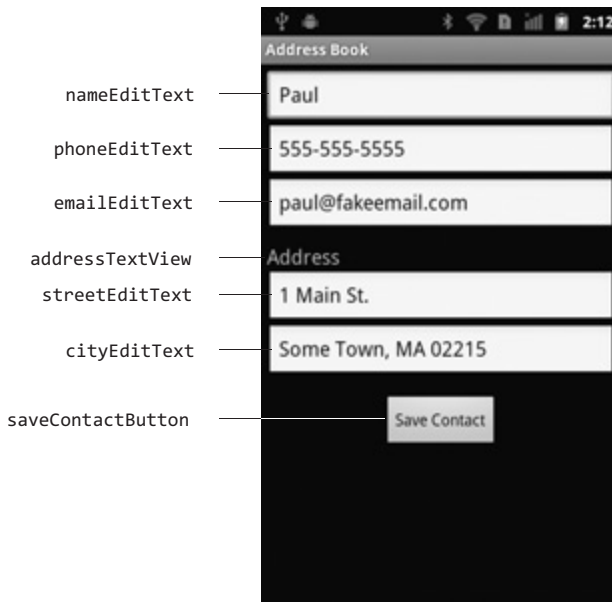 2:12
Address Book
nameEditText Paul
phoneEditText 555-555-5555
emailEditText paul@fakeemail.com
addressTextView Address
streetEditText 1 Main St.
cityEditText Some Town, MA 02215
saveContactButton Save Contact